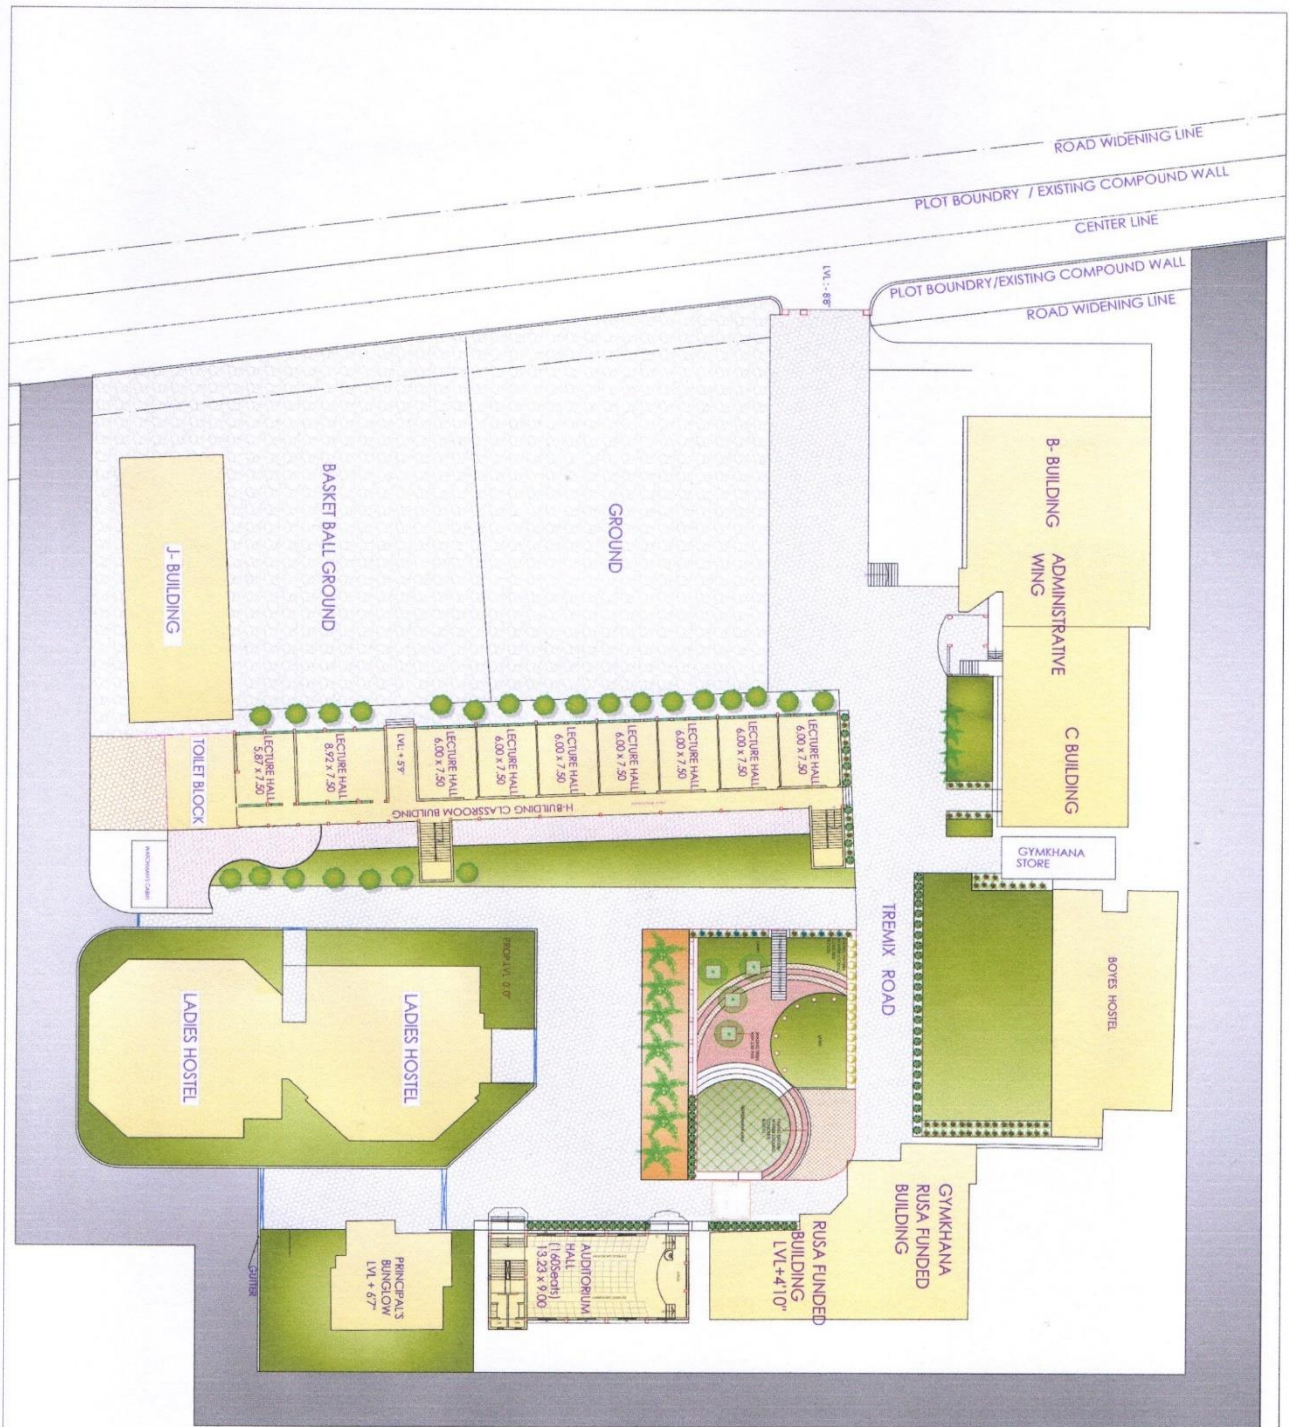 ROAD WIDENING LINE
PLOT BOUNDRY / EXISTING COMPOUND WALL
CENTER LINE
PLOT BOUNDRY/EXISTING COMPOUND WALL
ROAD WIDENING LINE
B- BUILDING
ADMINISTRATIVE
WING
C BUILDING
BASKET BALL GROUND
GROUND
J- BUILDING
TOILET BLOCK
LECTURE HALL
5.87 x 7.50
LECTURE HALL
8.92 x 7.50
LVL: + 5'9"
LECTURE HALL
6.00 x 7.50
LECTURE HALL
6.00 x 7.50
LECTURE HALL
6.00 x 7.50
LECTURE HALL
6.00 x 7.50
LECTURE HALL
6.00 x 7.50
LECTURE HALL
6.00 x 7.50
LECTURE HALL
6.00 x 7.50
H-BUILDING CLASSROOM BUILDING
GYMKHANA
STORE
TREMIX ROAD
BOYES HOSTEL
PROP.LVL 0'0"
LADIES HOSTEL
LADIES HOSTEL
GYMKHANA
RUSA FUNDED
BUILDING
RUSA FUNDED
BUILDING
LVL+4'10"
AUDITORIUM
HALL
(160Seats)
13.23 x 9.00
PRINCIPAL'S
BUNGLOW
LVL + 6'7"
GUTTER